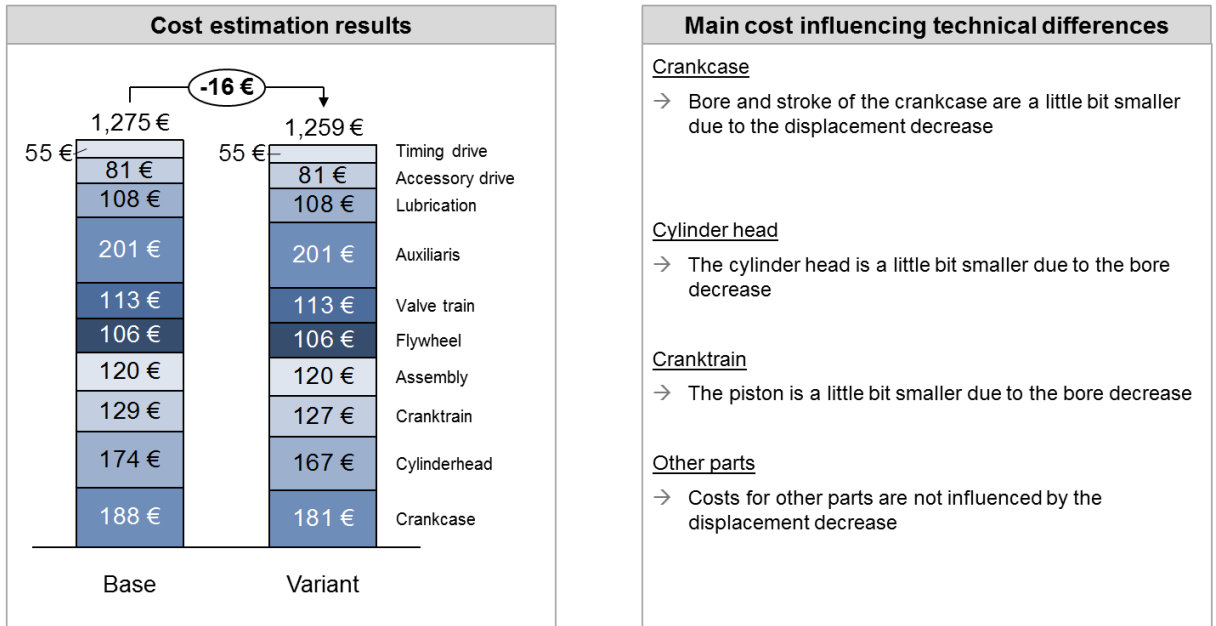 Cost estimation results
-16 €
1,275 €
1,259 €
55 €
55 €
Timing drive
81 €
81 €
Accessory drive
108 €
108 €
Lubrication
201 €
201 €
Auxiliaris
113 €
113 €
Valve train
106 €
106 €
Flywheel
120 €
120 €
Assembly
129 €
127 €
Cranktrain
174 €
167 €
Cylinderhead
188 €
181 €
Crankcase
Base
Variant
Main cost influencing technical differences
Crankcase
→ Bore and stroke of the crankcase are a little bit smaller
due to the displacement decrease
Cylinder head
→ The cylinder head is a little bit smaller due to the bore
decrease
Cranktrain
→ The piston is a little bit smaller due to the bore decrease
Other parts
→ Costs for other parts are not influenced by the
displacement decrease